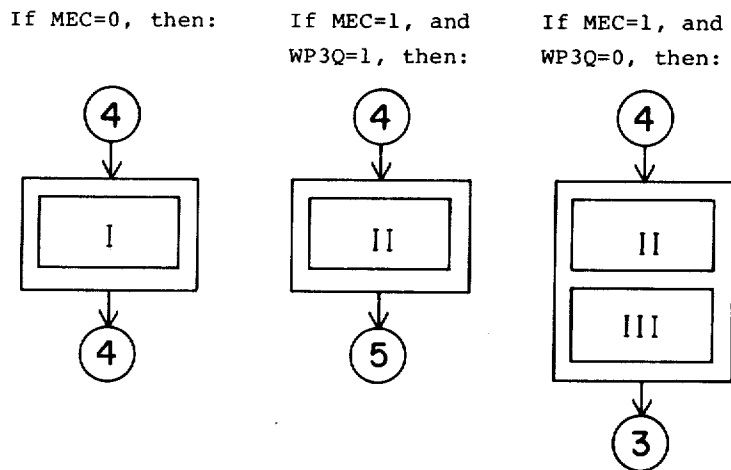 If MEC=0, then:
If MEC=1, and
WP3Q=1, then:
If MEC=1, and
WP3Q=0, then:
4
I
4
4
II
5
4
II
III
3